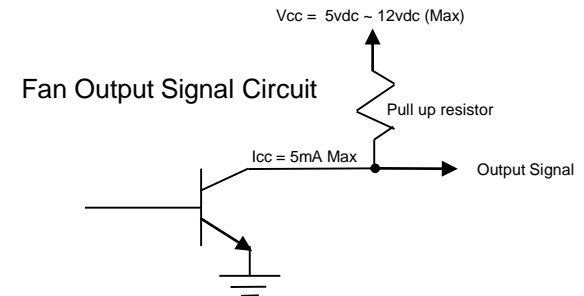 Vcc =  5vdc ~ 12vdc (Max)
Fan Output Signal Circuit
Pull up resistor
Icc = 5mA Max
Output Signal